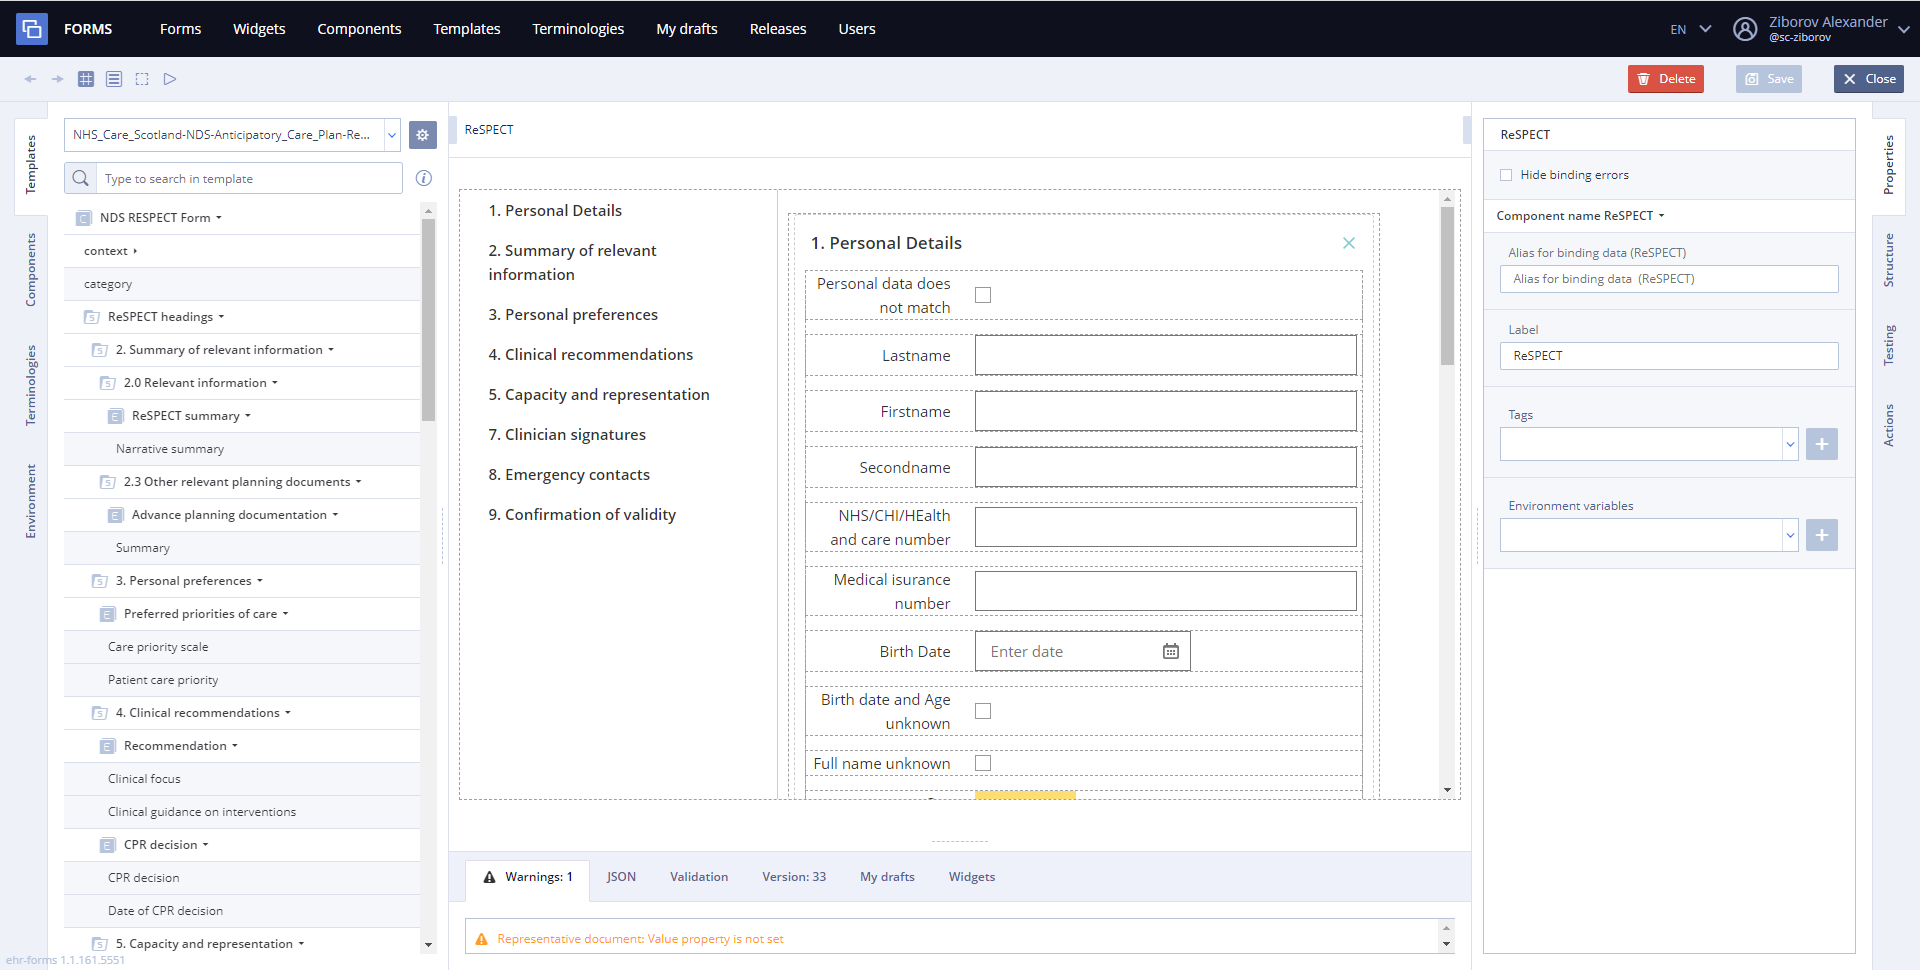 FORMS
Forms
Widgets
Components
Templates
Terminologies
My drafts
Releases
Users
EN
Ziborov Alexander
@sc-ziborov
Delete
Save
Close
Templates
Components
Terminologies
Environment
NHS_Care_Scotland-NDS-Anticipatory_Care_Plan-Re...
Type to search in template
C NDS RESPECT Form
context
category
S ReSPECT headings
S 2. Summary of relevant information
S 2.0 Relevant information
E ReSPECT summary
Narrative summary
S 2.3 Other relevant planning documents
E Advance planning documentation
Summary
S 3. Personal preferences
E Preferred priorities of care
Care priority scale
Patient care priority
S 4. Clinical recommendations
E Recommendation
Clinical focus
Clinical guidance on interventions
E CPR decision
CPR decision
Date of CPR decision
S 5. Capacity and representation
ehr-forms 1.1.161.5551
ReSPECT
1. Personal Details
2. Summary of relevant
information
3. Personal preferences
4. Clinical recommendations
5. Capacity and representation
7. Clinician signatures
8. Emergency contacts
9. Confirmation of validity
1. Personal Details
Personal data does
not match
Lastname
Firstname
Secondname
NHS/CHI/HEalth
and care number
Medical isurance
number
Birth Date
Enter date
Birth date and Age
unknown
Full name unknown
Warnings: 1
JSON
Validation
Version: 33
My drafts
Widgets
Representative document: Value property is not set
ReSPECT
Hide binding errors
Component name ReSPECT
Alias for binding data (ReSPECT)
Alias for binding data (ReSPECT)
Label
ReSPECT
Tags
Environment variables
Properties
Structure
Testing
Actions